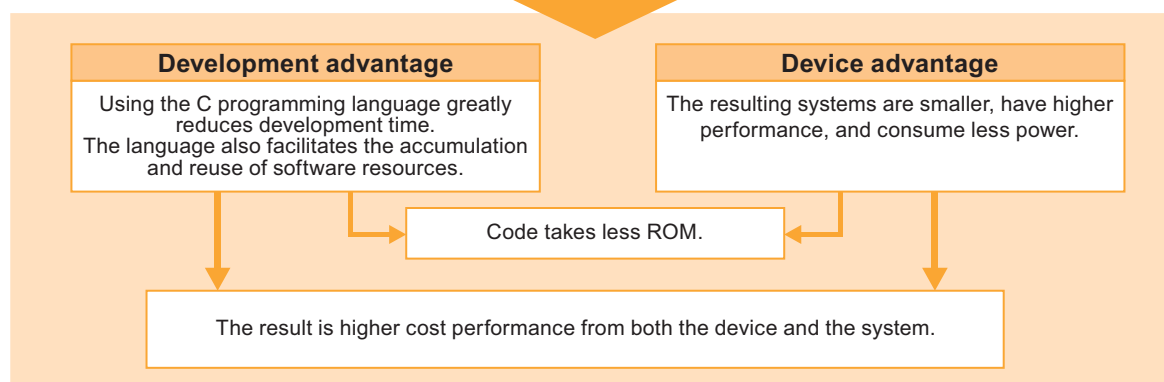 Development advantage
Using the C programming language greatly
reduces development time.
The language also facilitates the accumulation
and reuse of software resources.
Device advantage
The resulting systems are smaller, have higher
performance, and consume less power.
Code takes less ROM.
The result is higher cost performance from both the device and the system.